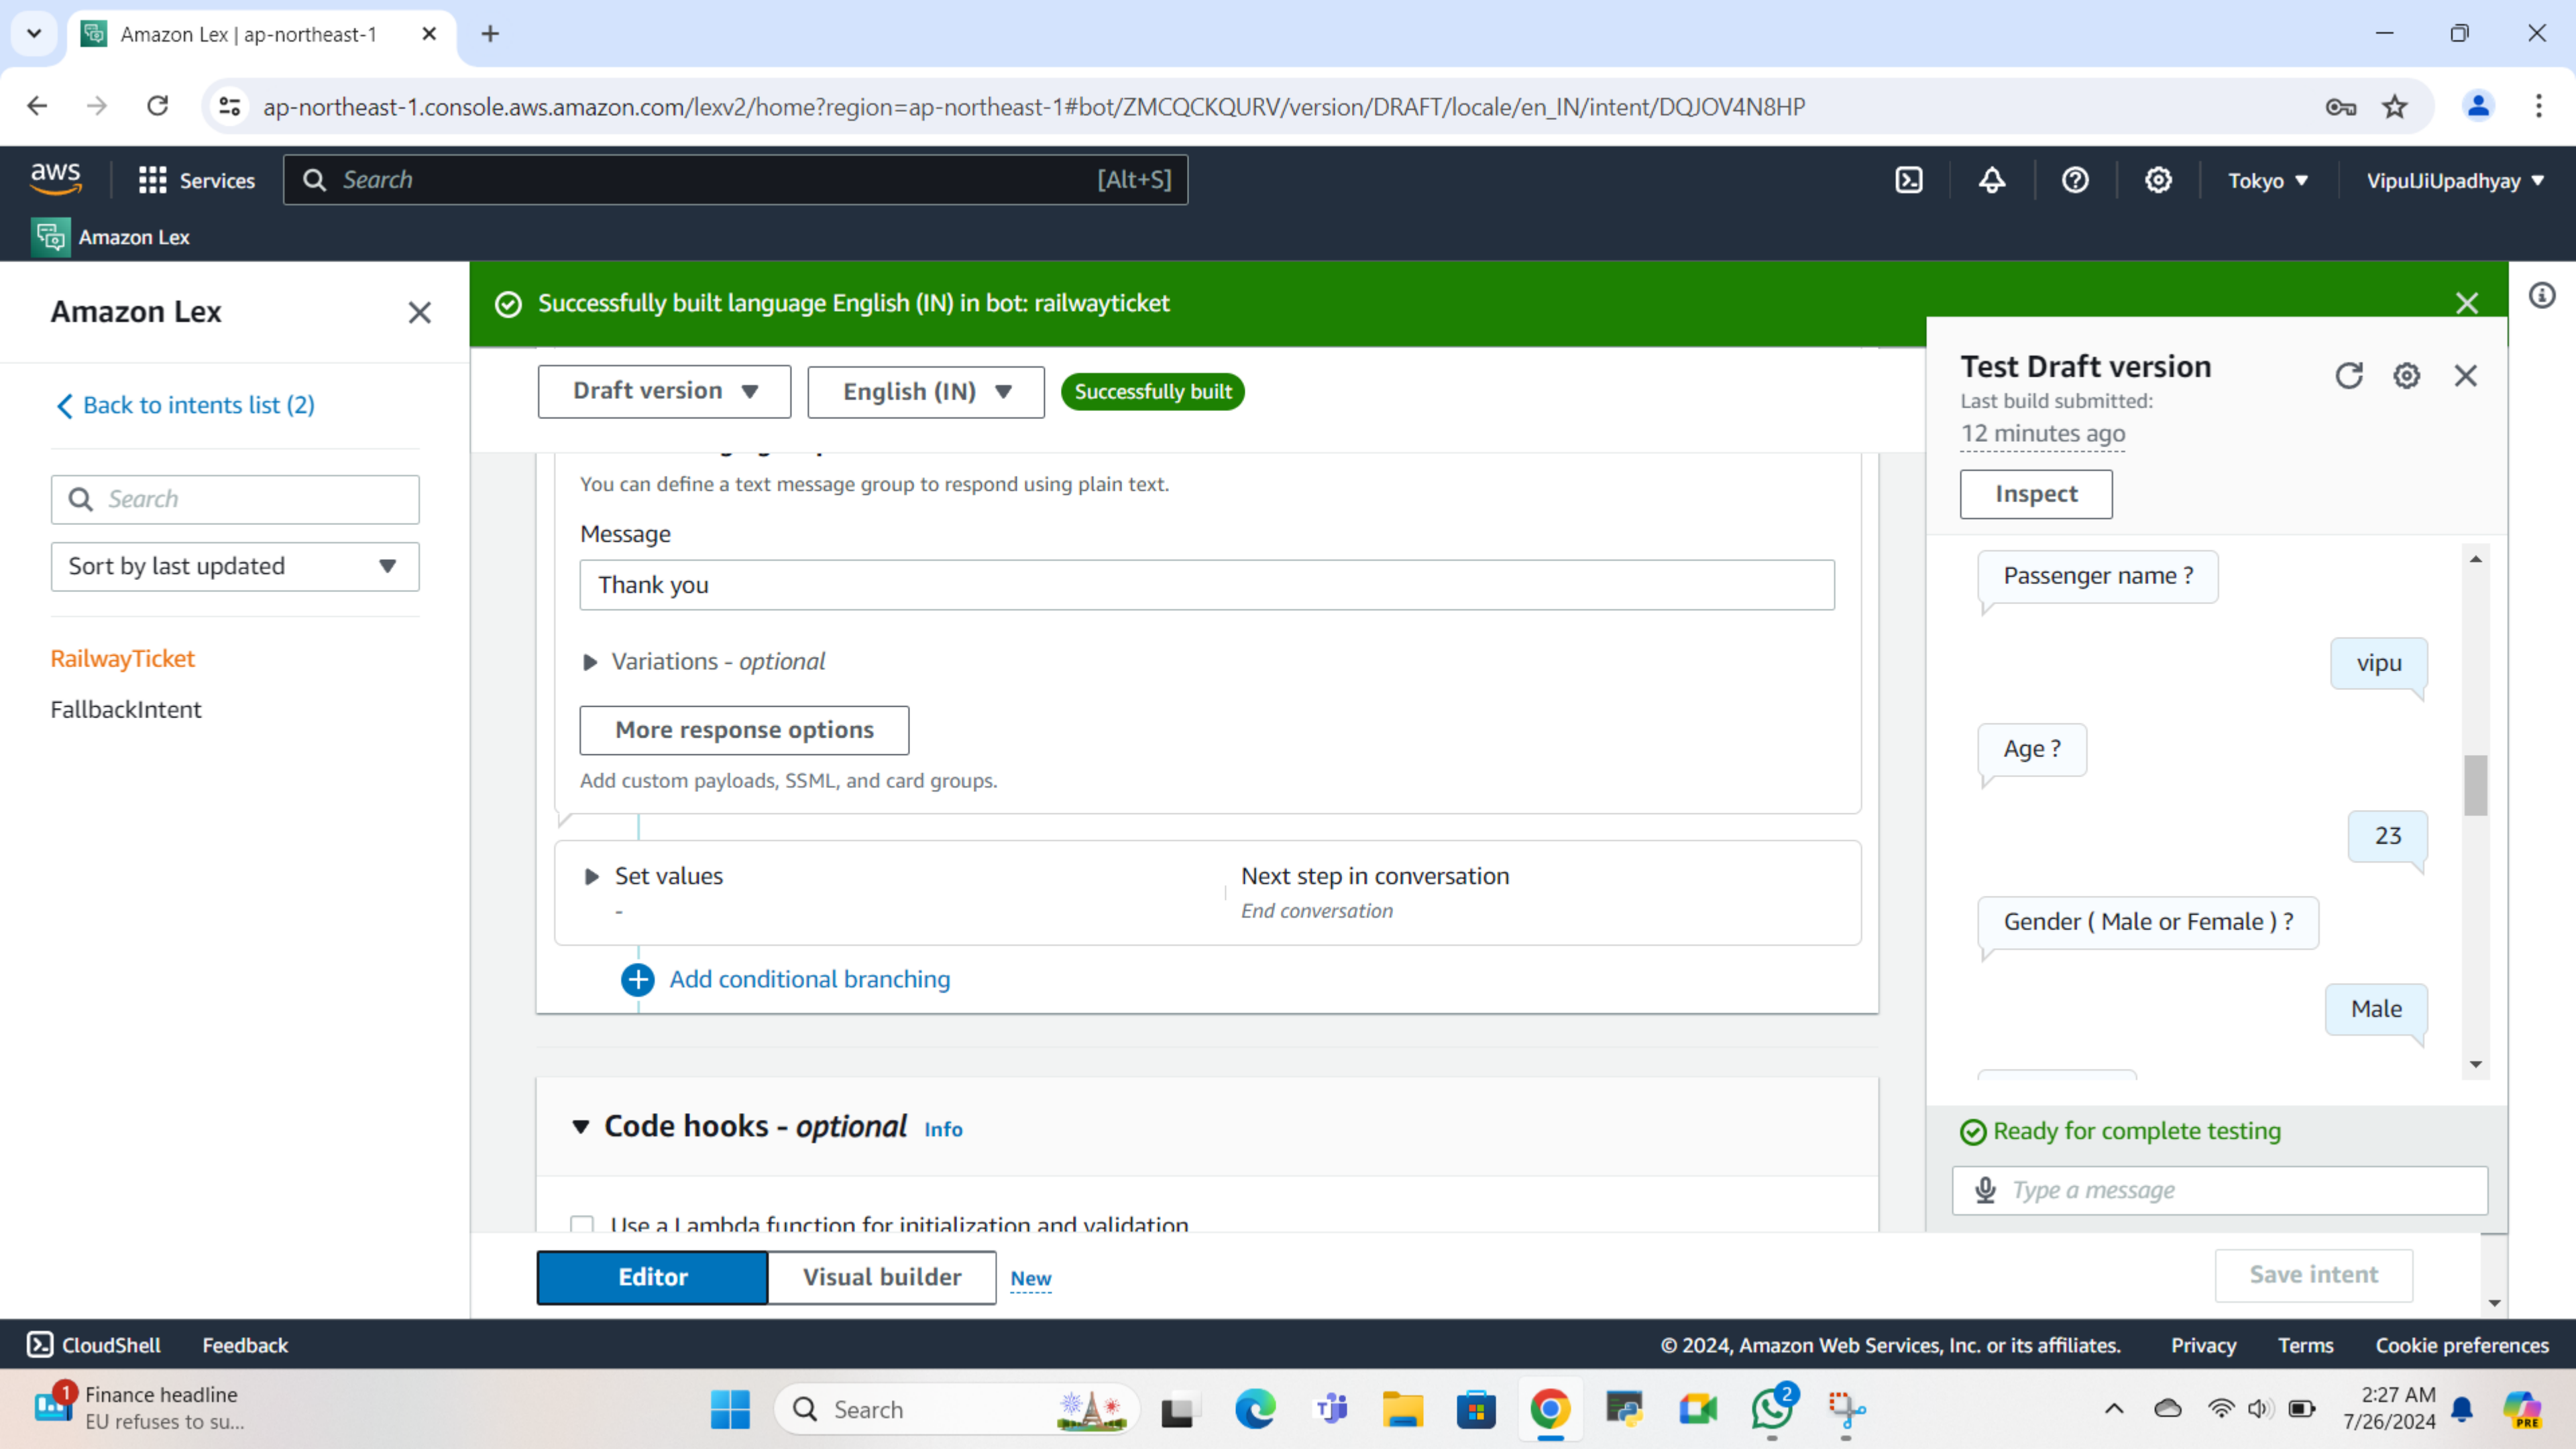 Amazon Lex | ap-northeast-1
ap-northeast-1.console.aws.amazon.com/lexv2/home?region=ap-northeast-1#bot/ZMCQCKQURV/version/DRAFT/locale/en_IN/intent/DQJOV4N8HP
aws
Services
Search
[Alt+S]
Tokyo
VipulJiUpadhyay
Amazon Lex
Amazon Lex
Back to intents list (2)
Search
Sort by last updated
RailwayTicket
FallbackIntent
Successfully built language English (IN) in bot: railwayticket
Draft version
English (IN)
Successfully built
You can define a text message group to respond using plain text.
Message
Thank you
Variations - optional
More response options
Add custom payloads, SSML, and card groups.
Set values
-
Next step in conversation
End conversation
Add conditional branching
Code hooks - optional Info
Use a Lambda function for initialization and validation
Editor
Visual builder
New
Save intent
Test Draft version
Last build submitted:
12 minutes ago
Inspect
Passenger name ?
vipu
Age ?
23
Gender ( Male or Female ) ?
Male
Ready for complete testing
Type a message
CloudShell
Feedback
© 2024, Amazon Web Services, Inc. or its affiliates.
Privacy
Terms
Cookie preferences
1
Finance headline
EU refuses to su...
Search
2
2:27 AM
7/26/2024
PRE